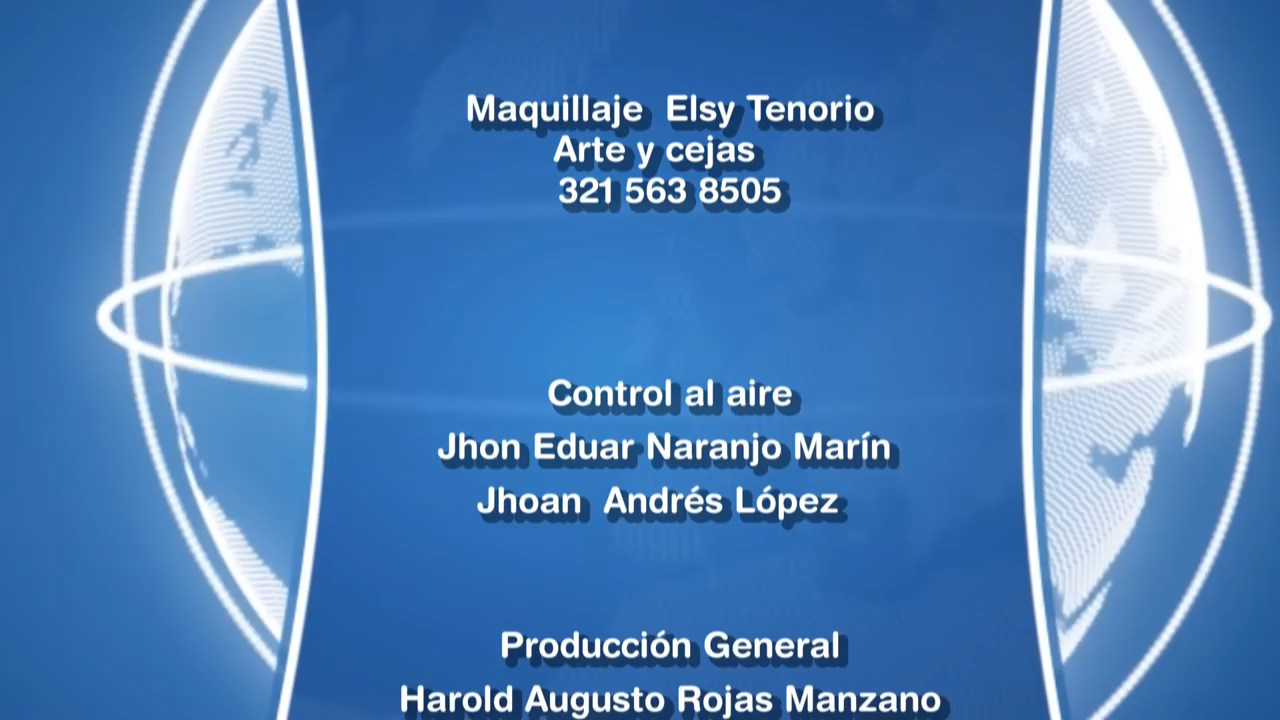 Maquillaje Elsy Tenorio
Arte y cejas
321 563 8505
Control al aire
Jhon Eduar Naranjo Marín
Jhoan Andrés López
Producción General
Harold Augusto Rojas Manzano